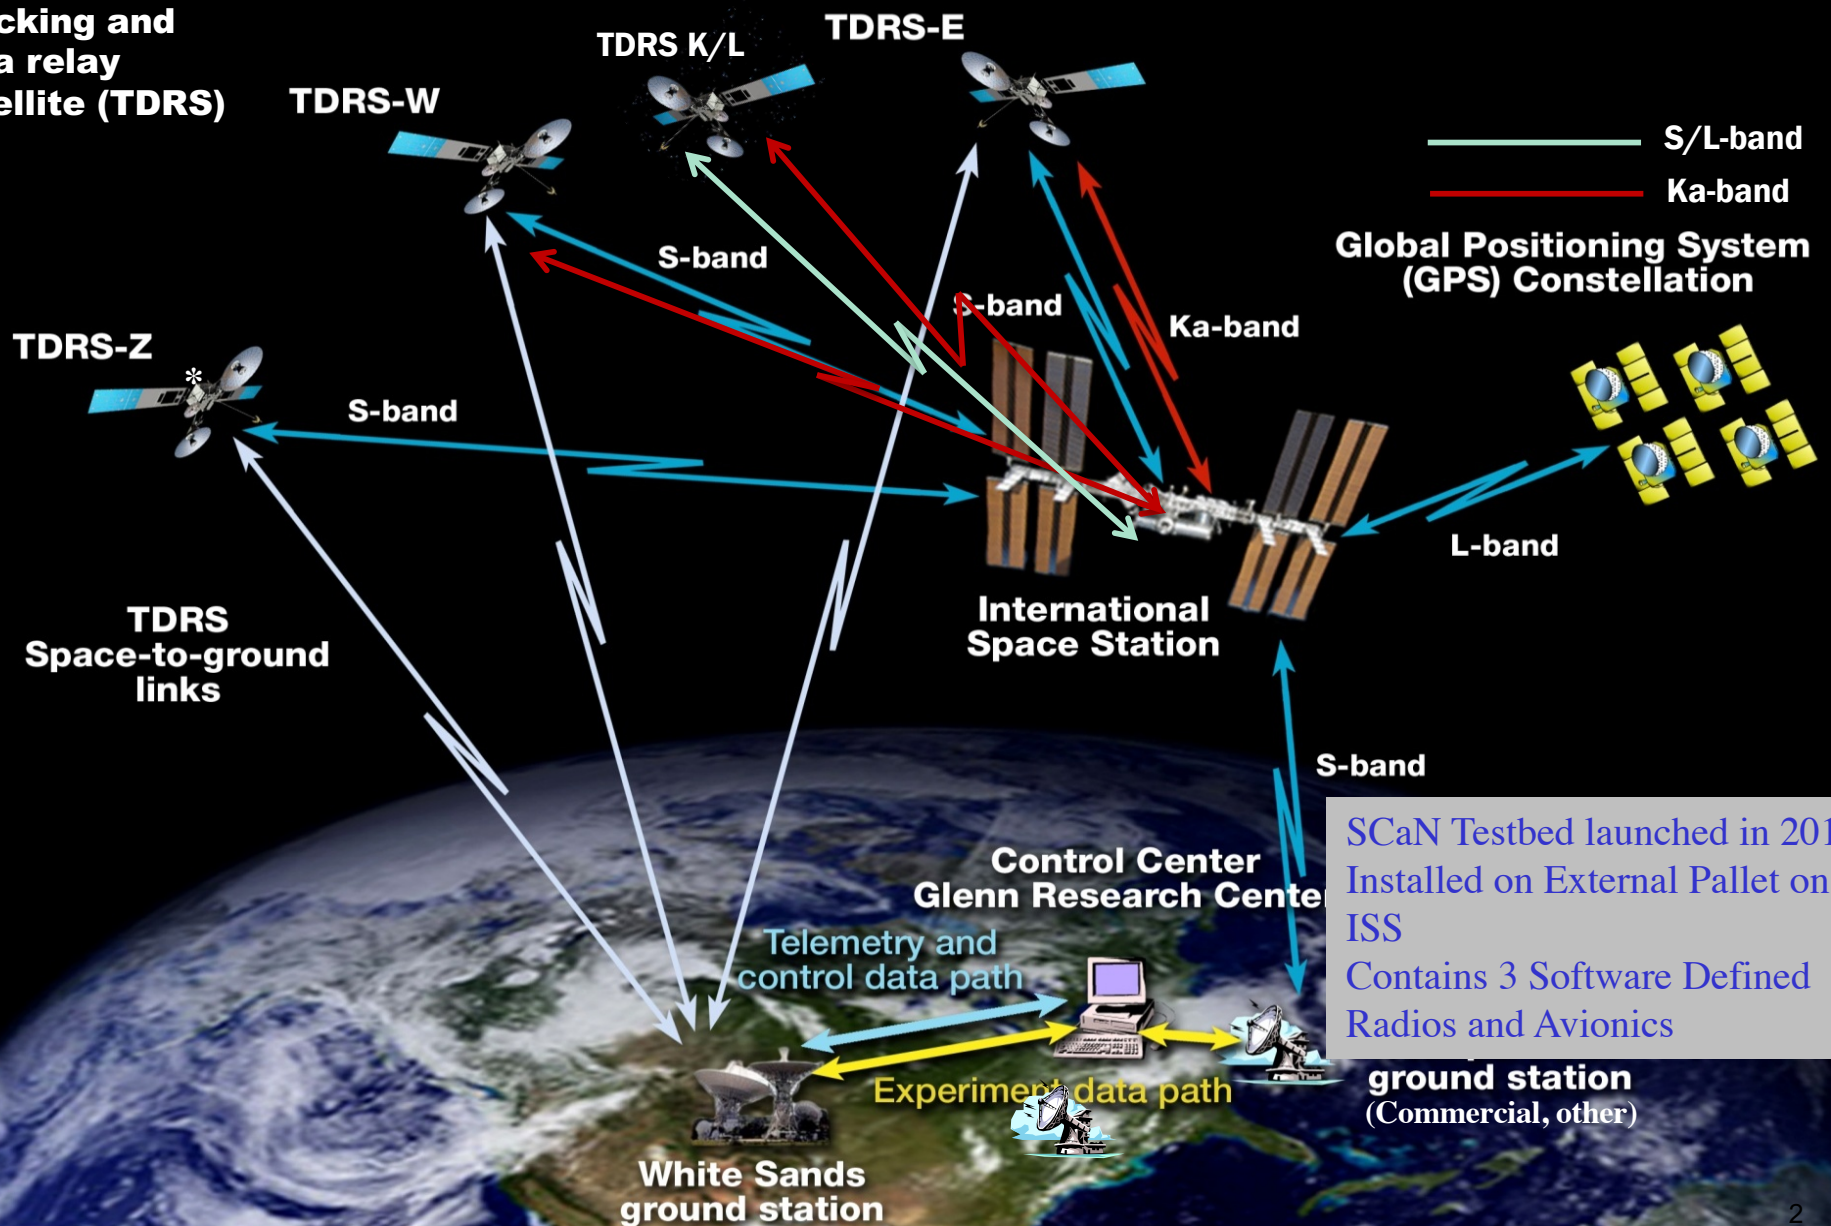 cking and
a relay
ellite (TDRS)
TDRS-W
TDRS K/L
TDRS-E
S/L-band
Ka-band
Global Positioning System
(GPS) Constellation
S-band
S-band
Ka-band
TDRS-Z
*
S-band
L-band
International
Space Station
TDRS
Space-to-ground
links
S-band
SCaN Testbed launched in 201
Installed on External Pallet on
ISS
Contains 3 Software Defined
Radios and Avionics
Control Center
Glenn Research Center
Telemetry and
control data path
Experiment data path
ground station
(Commercial, other)
White Sands
ground station
2